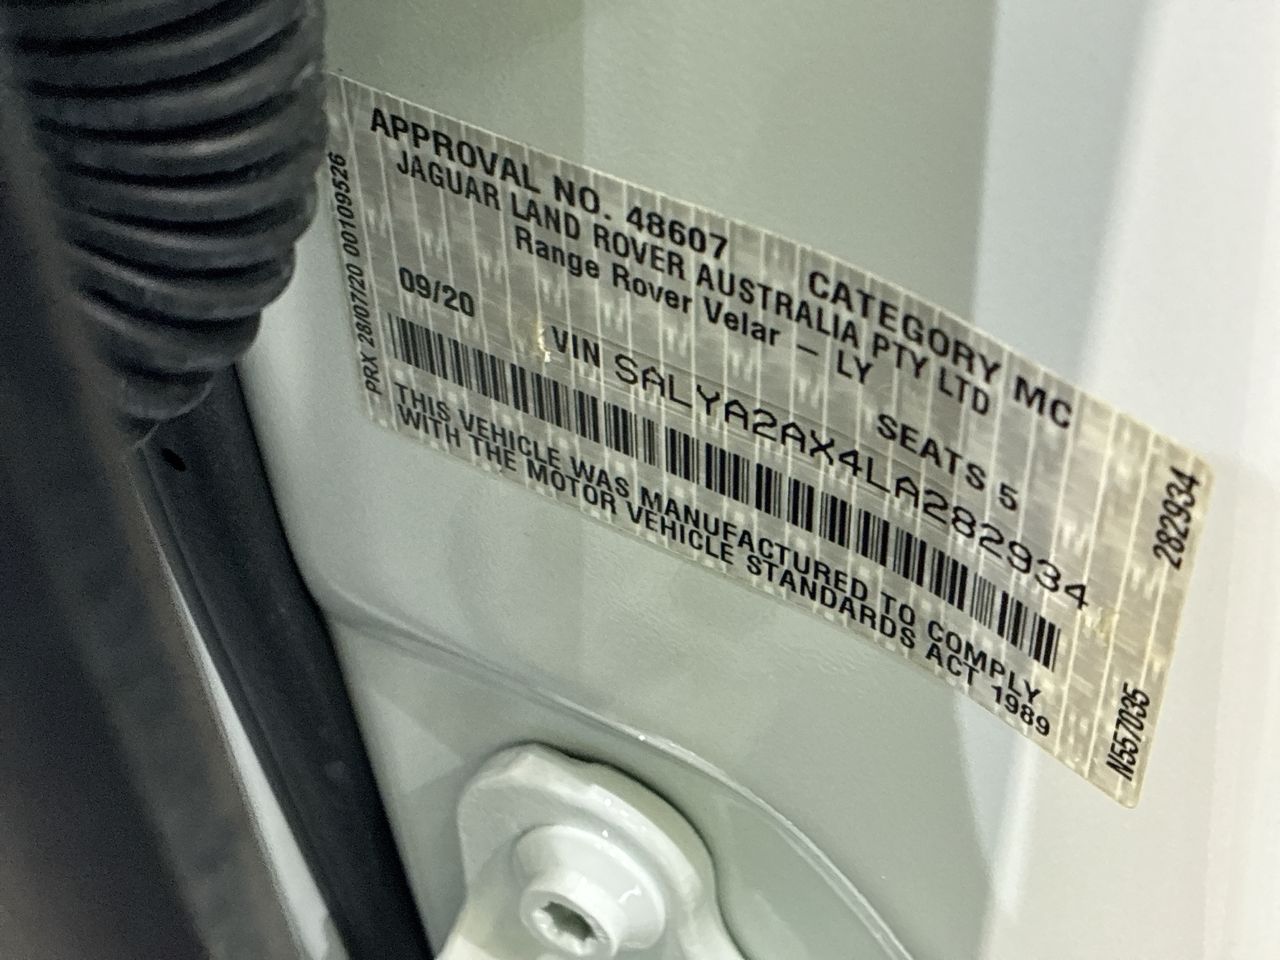 APPROVAL NO. 48607 CATEGORY MC
JAGUAR LAND ROVER AUSTRALIA PTY LTD
Range Rover Velar – LY
09/20 SEATS 5
VIN SALYA2AX4LA282934
THIS VEHICLE WAS MANUFACTURED TO COMPLY
WITH THE MOTOR VEHICLE STANDARDS ACT 1989
PRX 28/07/20 00109526
282934
N557035